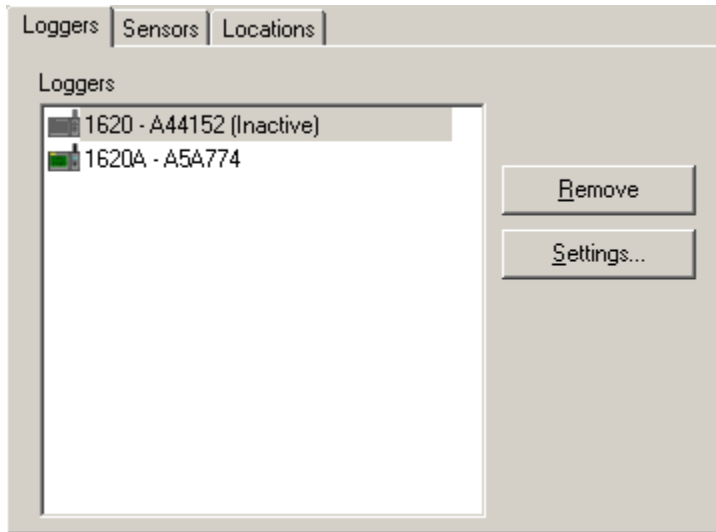 Loggers Sensors Locations
Loggers
1620 - A44152 (Inactive)
1620A - A5A774
Remove
Settings...